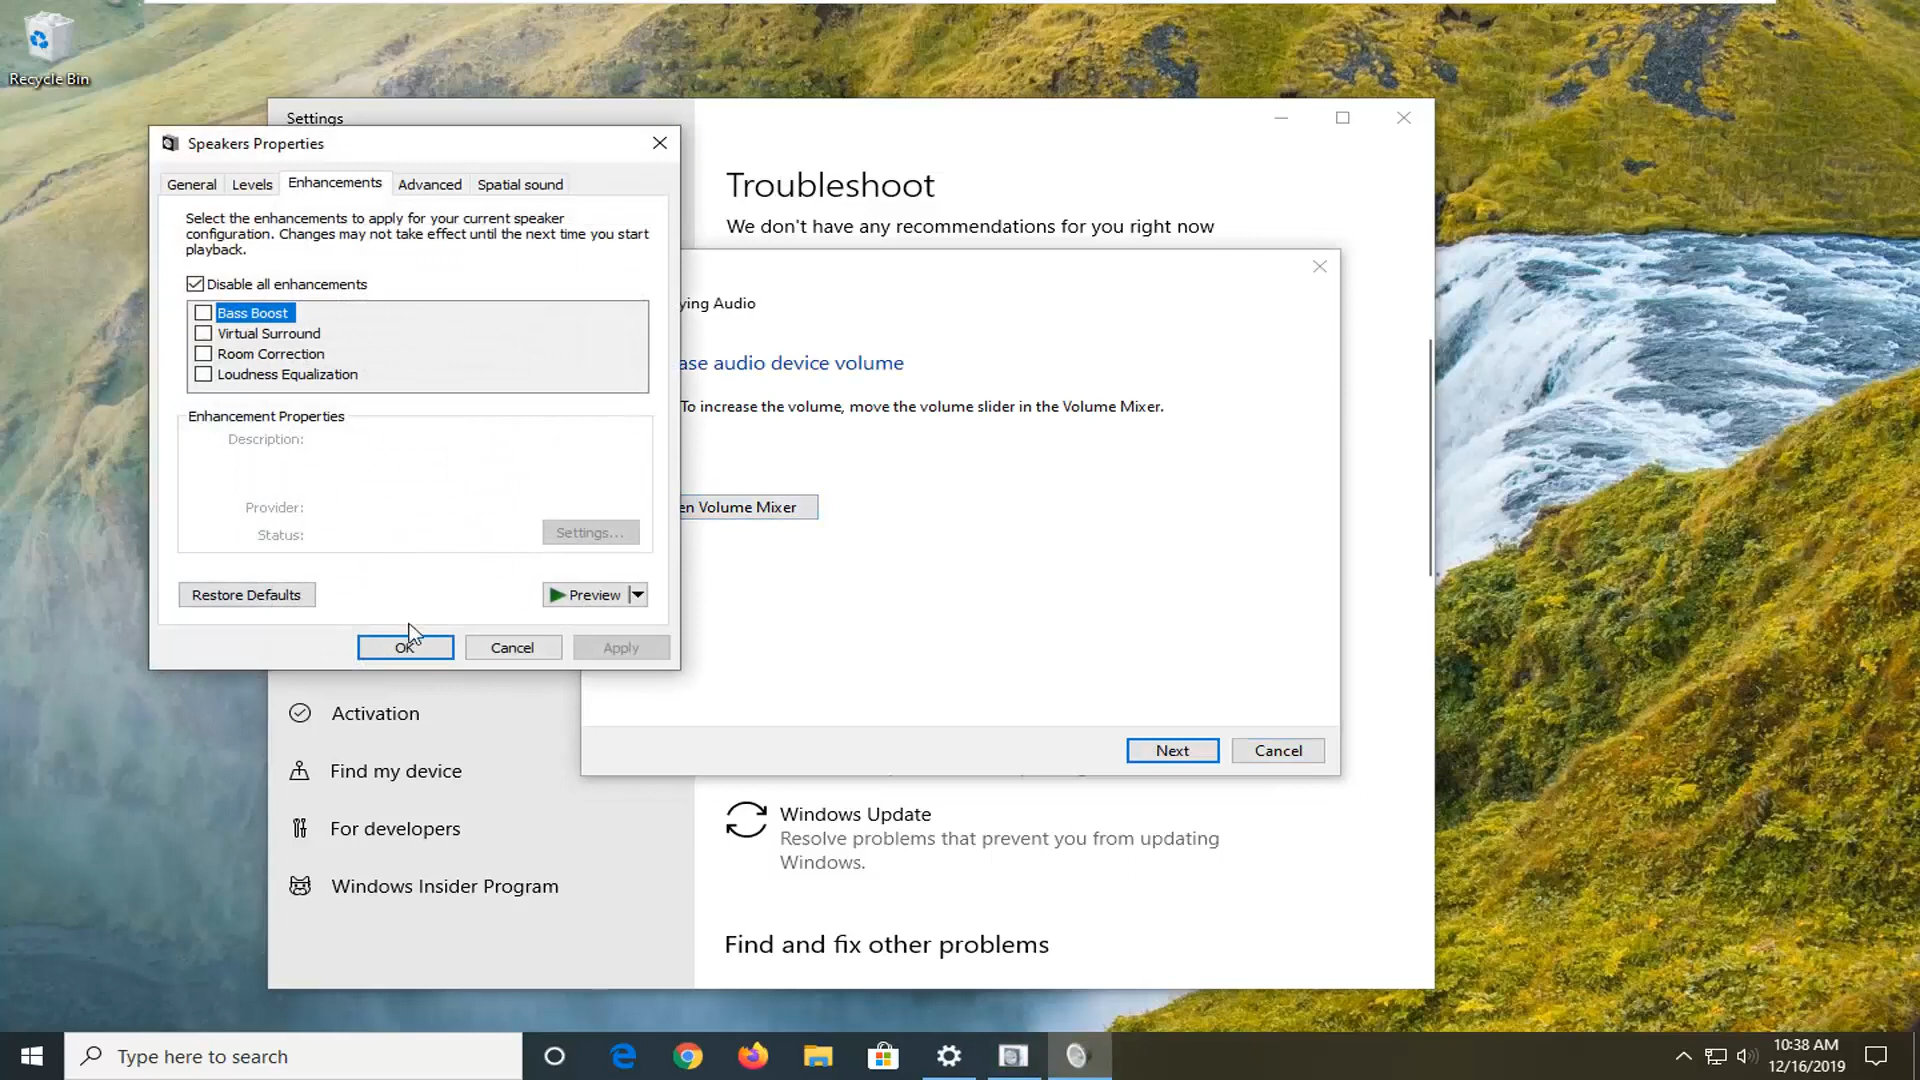 Recycle Bin
Settings
Speakers Properties
General Levels Enhancements Advanced Spatial sound
Select the enhancements to apply for your current speaker
configuration. Changes may not take effect until the next time you start
playback.
Disable all enhancements
Bass Boost
Virtual Surround
Room Correction
Loudness Equalization
Enhancement Properties
Description:
Provider:
Status:
Settings...
Restore Defaults
Preview
OK
Cancel
Apply
Troubleshoot
We don't have any recommendations for you right now
ying Audio
ase audio device volume
To increase the volume, move the volume slider in the Volume Mixer.
en Volume Mixer
Next
Cancel
Activation
Find my device
For developers
Windows Insider Program
Windows Update
Resolve problems that prevent you from updating
Windows.
Find and fix other problems
Type here to search
10:38 AM
12/16/2019